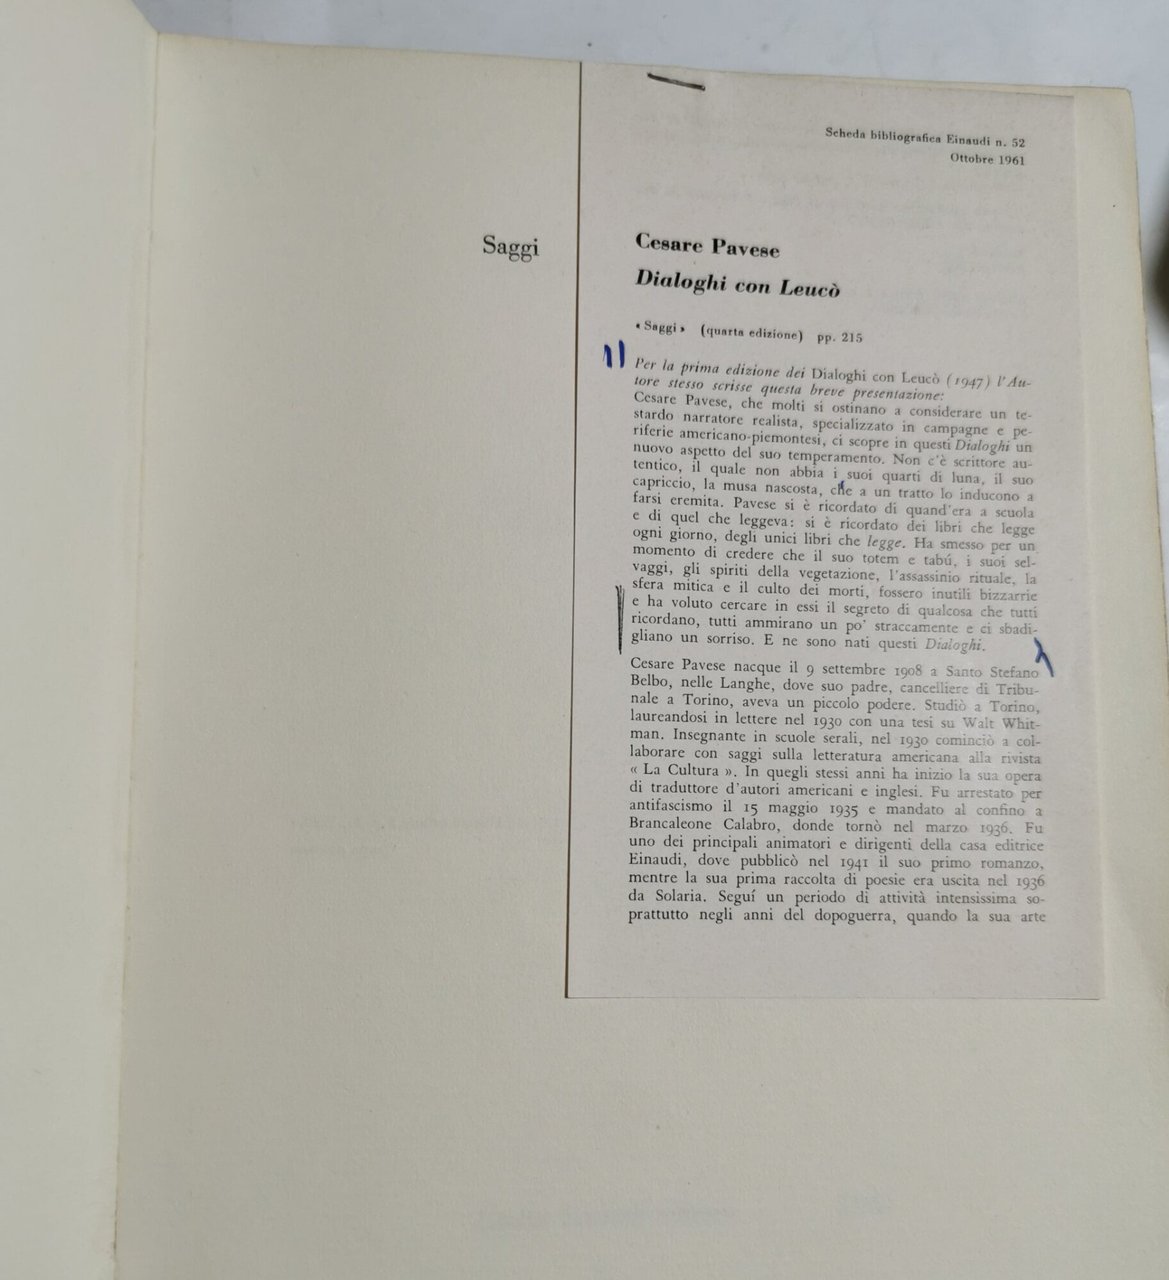 Saggi
Scheda bibliografica Einaudi n. 52
Ottobre 1961
Cesare Pavese
Dialoghi con Leucò
« Saggi » (quarta edizione) pp. 215
Per la prima edizione dei Dialoghi con Leucò (1947) l'Au-
tore stesso scrisse questa breve presentazione:
Cesare Pavese, che molti si ostinano a considerare un te-
stardo narratore realista, specializzato in campagne e pe-
riferie americano-piemontesi, ci scopre in questi Dialoghi un
nuovo aspetto del suo temperamento. Non c'è scrittore au-
tentico, il quale non abbia i suoi quarti di luna, il suo
capriccio, la musa nascosta, che a un tratto lo inducono a
farsi eremita. Pavese si è ricordato di quand'era a scuola
e di quel che leggeva: si è ricordato dei libri che legge
ogni giorno, degli unici libri che legge. Ha smesso per un
momento di credere che il suo totem e tabú, i suoi sel-
vaggi, gli spiriti della vegetazione, l'assassinio rituale, la
sfera mitica e il culto dei morti, fossero inutili bizzarrie
e ha voluto cercare in essi il segreto di qualcosa che tutti
ricordano, tutti ammirano un po' straccamente e ci sbadi-
gliano un sorriso. E ne sono nati questi Dialoghi.
Cesare Pavese nacque il 9 settembre 1908 a Santo Stefano
Belbo, nelle Langhe, dove suo padre, cancelliere di Tribu-
nale a Torino, aveva un piccolo podere. Studiò a Torino,
laureandosi in lettere nel 1930 con una tesi su Walt Whit-
man. Insegnante in scuole serali, nel 1930 cominciò a col-
laborare con saggi sulla letteratura americana alla rivista
« La Cultura ». In quegli stessi anni ha inizio la sua opera
di traduttore d'autori americani e inglesi. Fu arrestato per
antifascismo il 15 maggio 1935 e mandato al confino a
Brancaleone Calabro, donde tornò nel marzo 1936. Fu
uno dei principali animatori e dirigenti della casa editrice
Einaudi, dove pubblicò nel 1941 il suo primo romanzo,
mentre la sua prima raccolta di poesie era uscita nel 1936
da Solaria. Seguí un periodo di attività intensissima so-
prattutto negli anni del dopoguerra, quando la sua arte